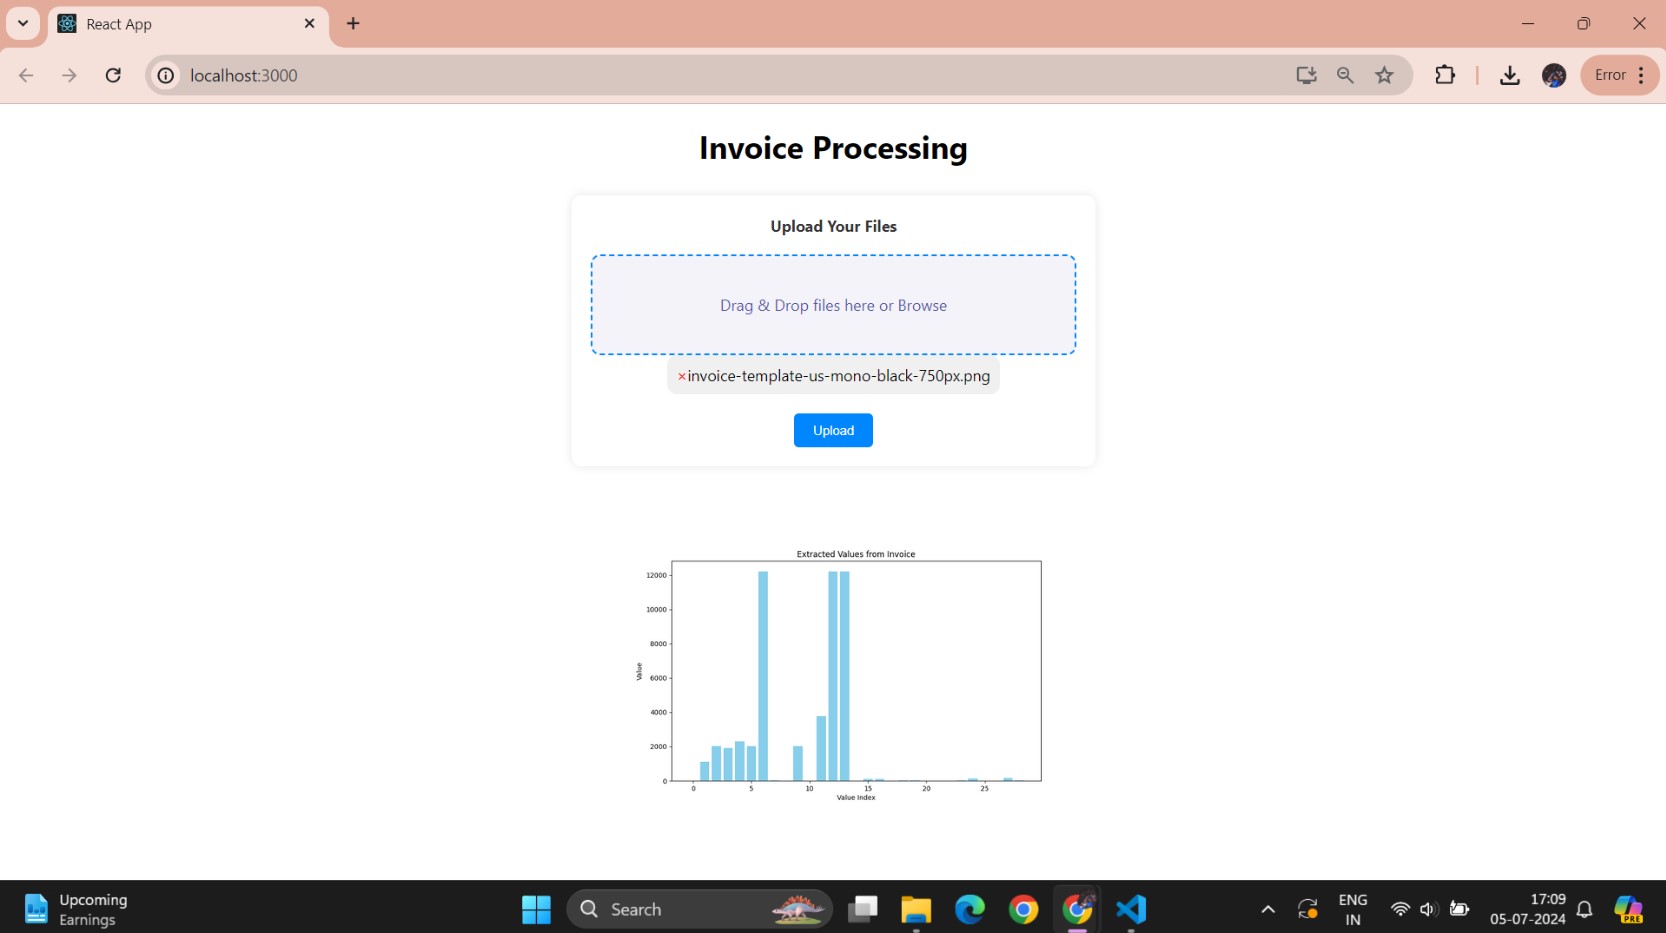 React App
localhost:3000
Error
Invoice Processing
Upload Your Files
Drag & Drop files here or Browse
×invoice-template-us-mono-black-750px.png
Upload
Extracted Values from Invoice
12000
10000
8000
6000
4000
2000
0
Value
0 5 10 15 20 25
Value Index
Upcoming
Earnings
Search
ENG
IN
17:09
05-07-2024
PRE